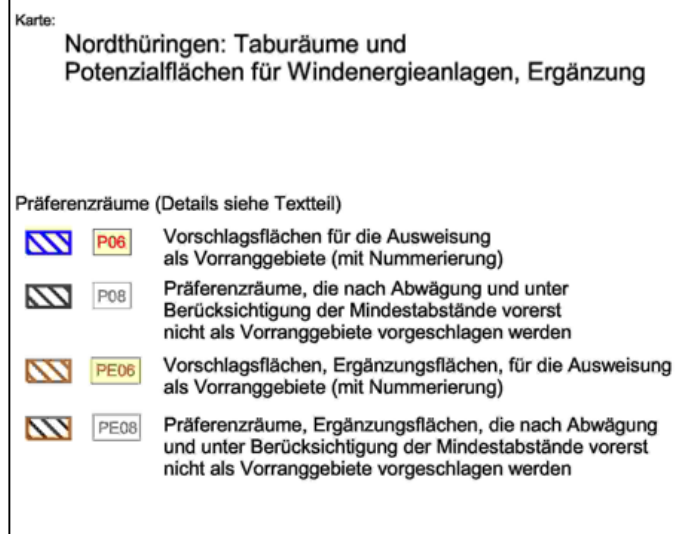 Karte:
Nordthüringen: Taburäume und
Potenzialflächen für Windenergieanlagen, Ergänzung
Präferenzräume (Details siehe Textteil)
P06 Vorschlagsflächen für die Ausweisung
als Vorranggebiete (mit Nummerierung)
P08 Präferenzräume, die nach Abwägung und unter
Berücksichtigung der Mindestabstände vorerst
nicht als Vorranggebiete vorgeschlagen werden
PE06 Vorschlagsflächen, Ergänzungsflächen, für die Ausweisung
als Vorranggebiete (mit Nummerierung)
PE08 Präferenzräume, Ergänzungsflächen, die nach Abwägung
und unter Berücksichtigung der Mindestabstände vorerst
nicht als Vorranggebiete vorgeschlagen werden